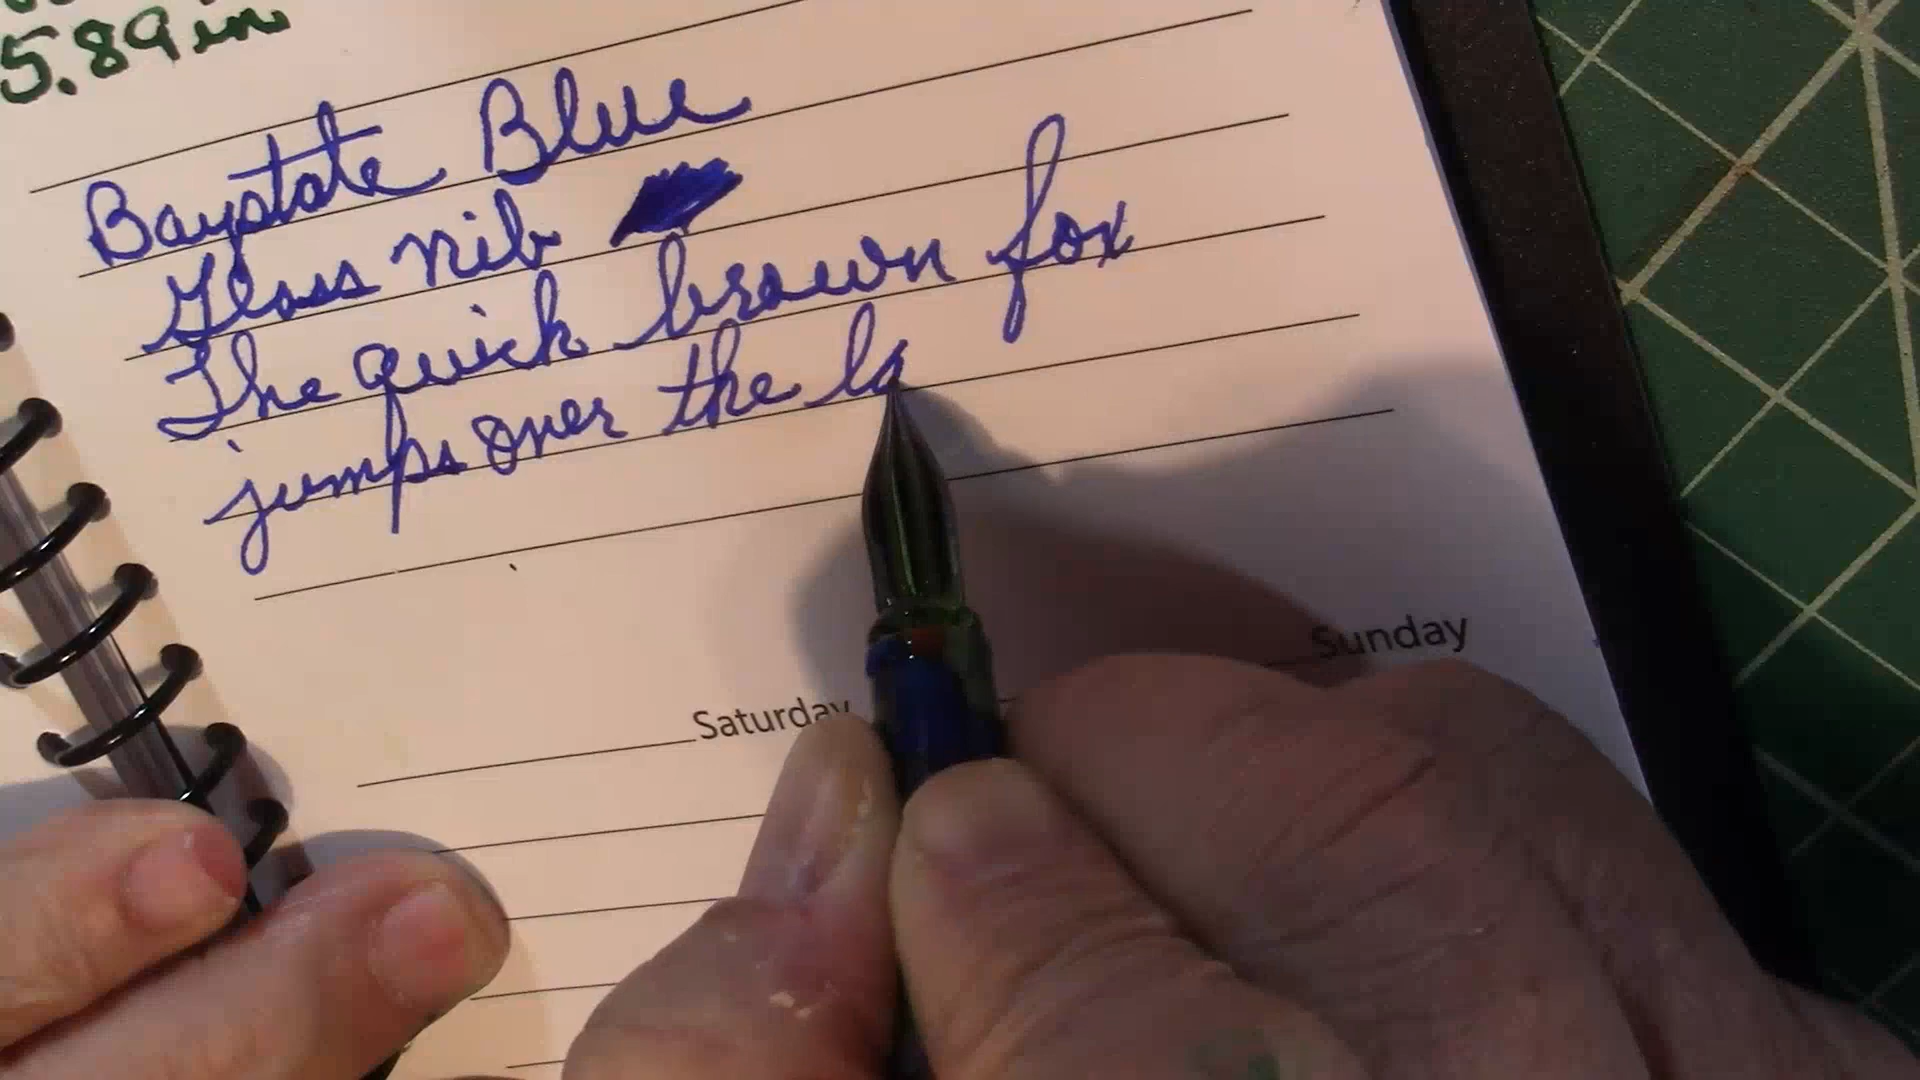 5.89 in
Baystate Blue
Glass nib
The quick brown fox
jumps over the la
Saturday
Sunday